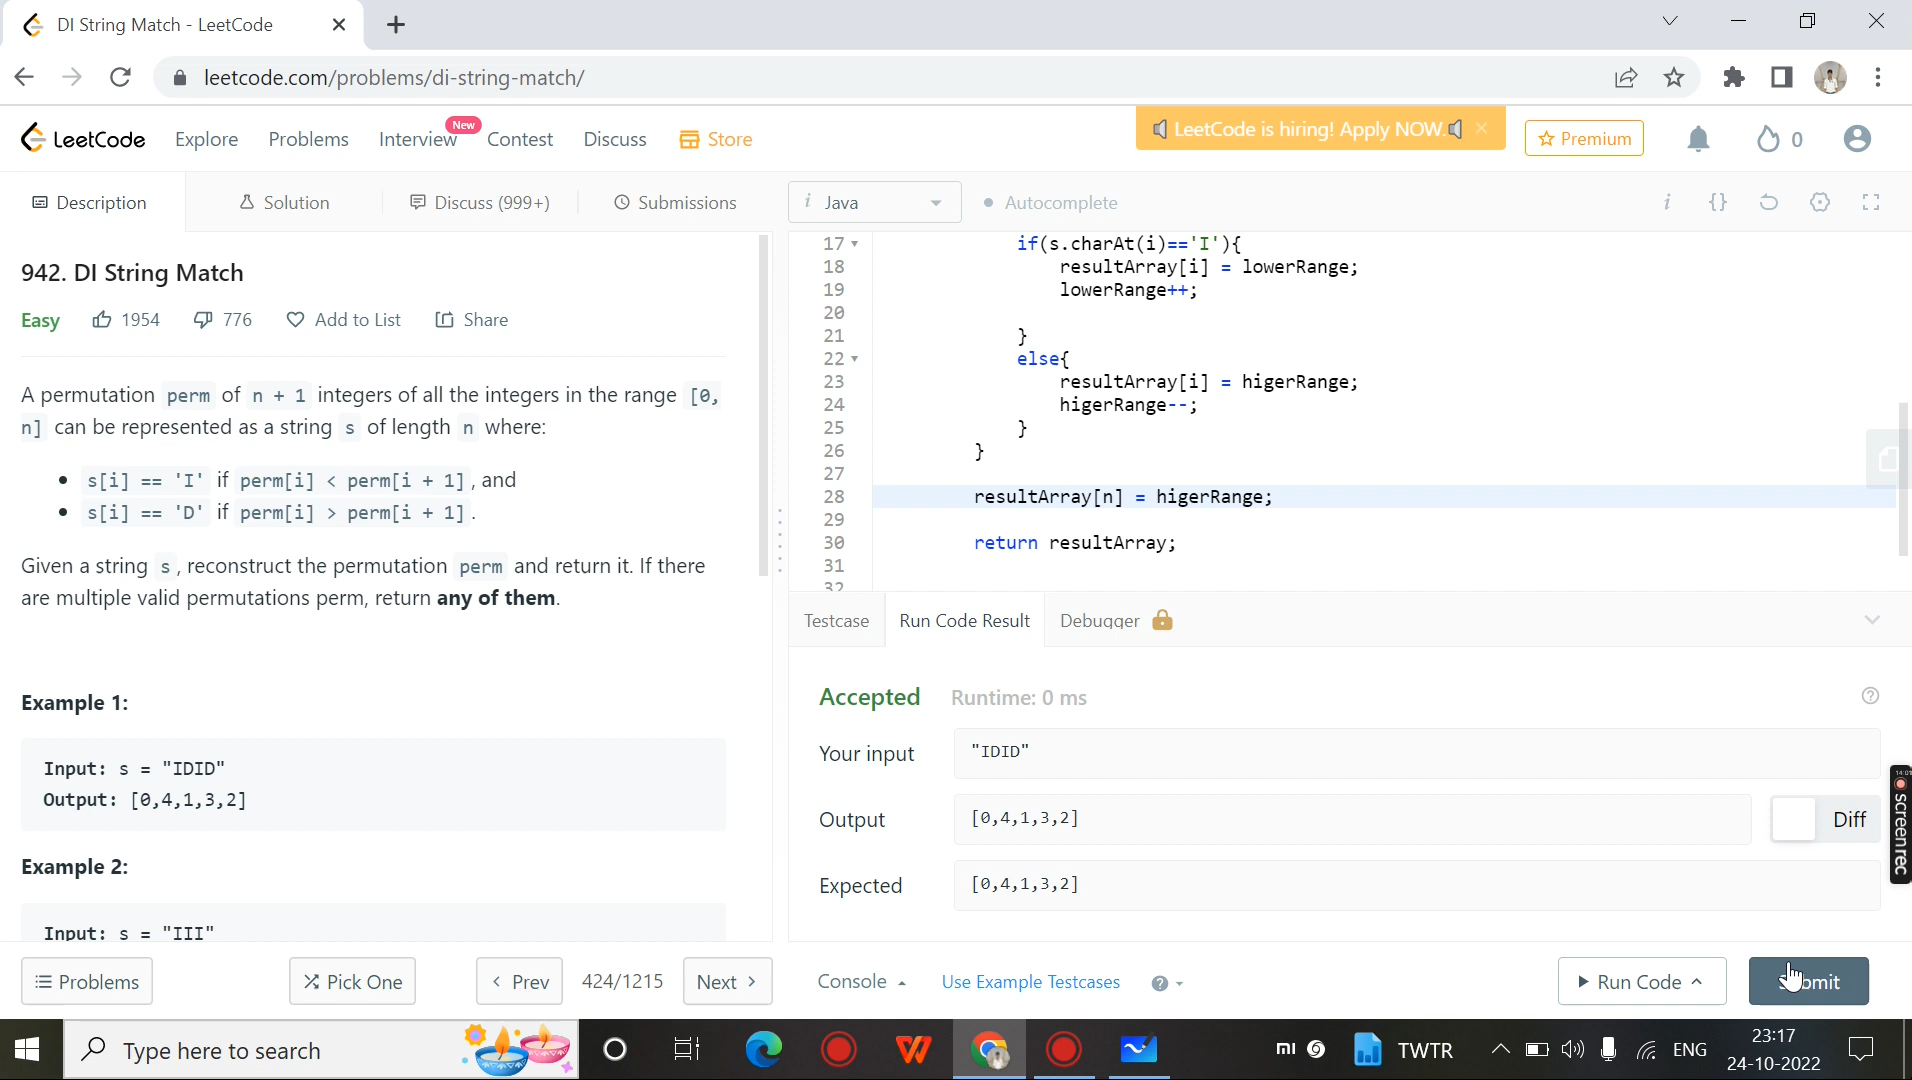 DI String Match - LeetCode
leetcode.com/problems/di-string-match/
LeetCode Explore Problems Interview New Contest Discuss Store
LeetCode is hiring! Apply NOW.
Premium
0
Description Solution Discuss (999+) Submissions
i Java Autocomplete
i {}
942. DI String Match
Easy 1954 776 Add to List Share
A permutation perm of n + 1 integers of all the integers in the range [0,
n] can be represented as a string s of length n where:
s[i] == 'I' if perm[i] < perm[i + 1], and
s[i] == 'D' if perm[i] > perm[i + 1].
Given a string s, reconstruct the permutation perm and return it. If there
are multiple valid permutations perm, return any of them.
Example 1:
Input: s = "IDID"
Output: [0,4,1,3,2]
Example 2:
Input: s = "III"
17 if(s.charAt(i)=='I'){
18 resultArray[i] = lowerRange;
19 lowerRange++;
20
21 }
22 else{
23 resultArray[i] = higerRange;
24 higerRange--;
25 }
26 }
27
28 resultArray[n] = higerRange;
29
30 return resultArray;
31
32
Testcase Run Code Result Debugger
Accepted Runtime: 0 ms
Your input "IDID"
Output [0,4,1,3,2] Diff
Expected [0,4,1,3,2]
14:01
screenrec
Problems Pick One Prev 424/1215 Next Console Use Example Testcases Run Code
Type here to search
mi TWTR ENG
23:17
24-10-2022